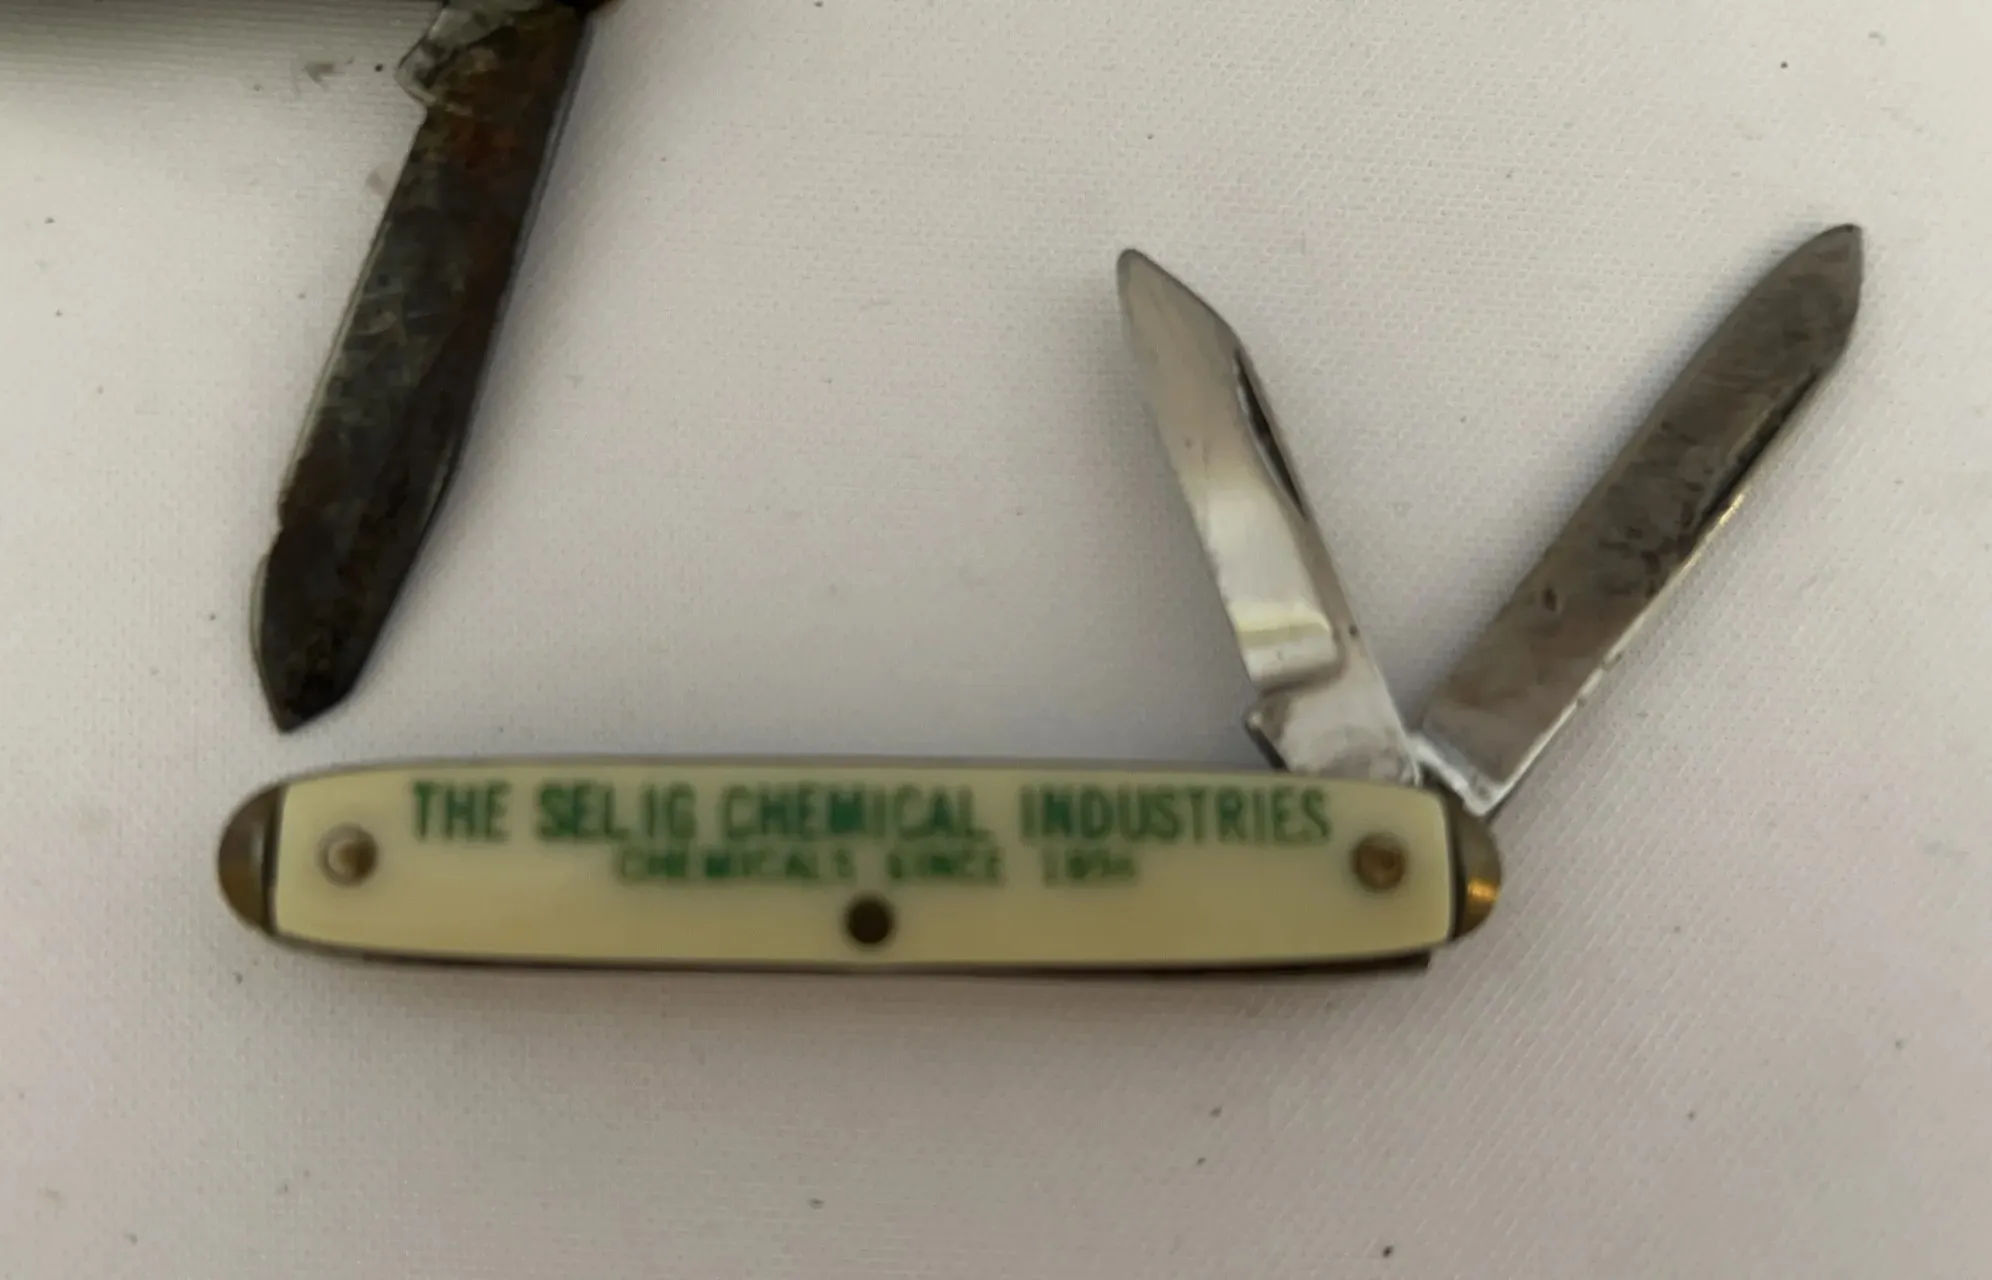 THE SELIG CHEMICAL INDUSTRIES
CHEMICALS SINCE